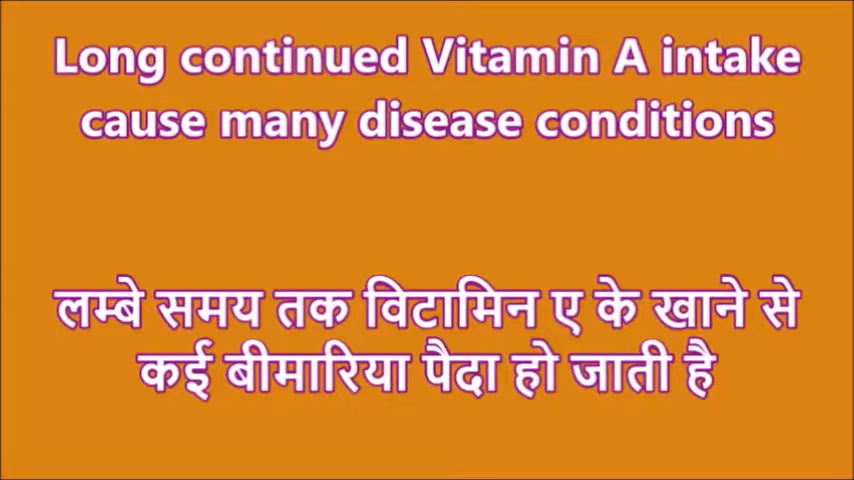 Long continued Vitamin A intake
cause many disease conditions
लम्बे समय तक विटामिन ए के खाने से
कई बीमारिया पैदा हो जाती है